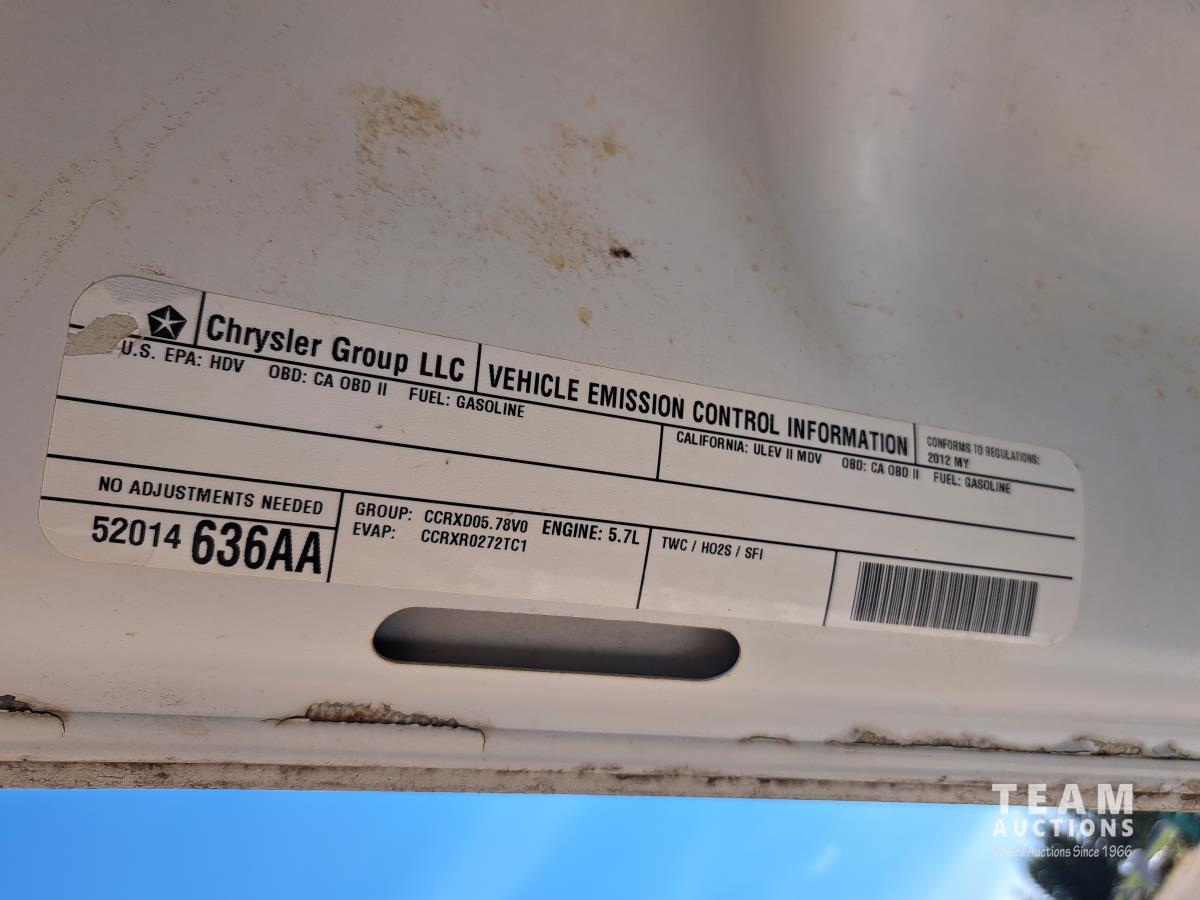 Chrysler Group LLC
VEHICLE EMISSION CONTROL INFORMATION
CONFORMS TO REGULATIONS:
2012 MY
U.S. EPA: HDV OBD: CA OBD II FUEL: GASOLINE
CALIFORNIA: ULEV II MDV OBD: CA OBD II FUEL: GASOLINE
NO ADJUSTMENTS NEEDED
52014 636AA
GROUP: CCRXD05.78V0 ENGINE: 5.7L
EVAP: CCRXR0272TC1
TWC / HO2S / SFI
TEAM
AUCTIONS
Auctions Since 1966